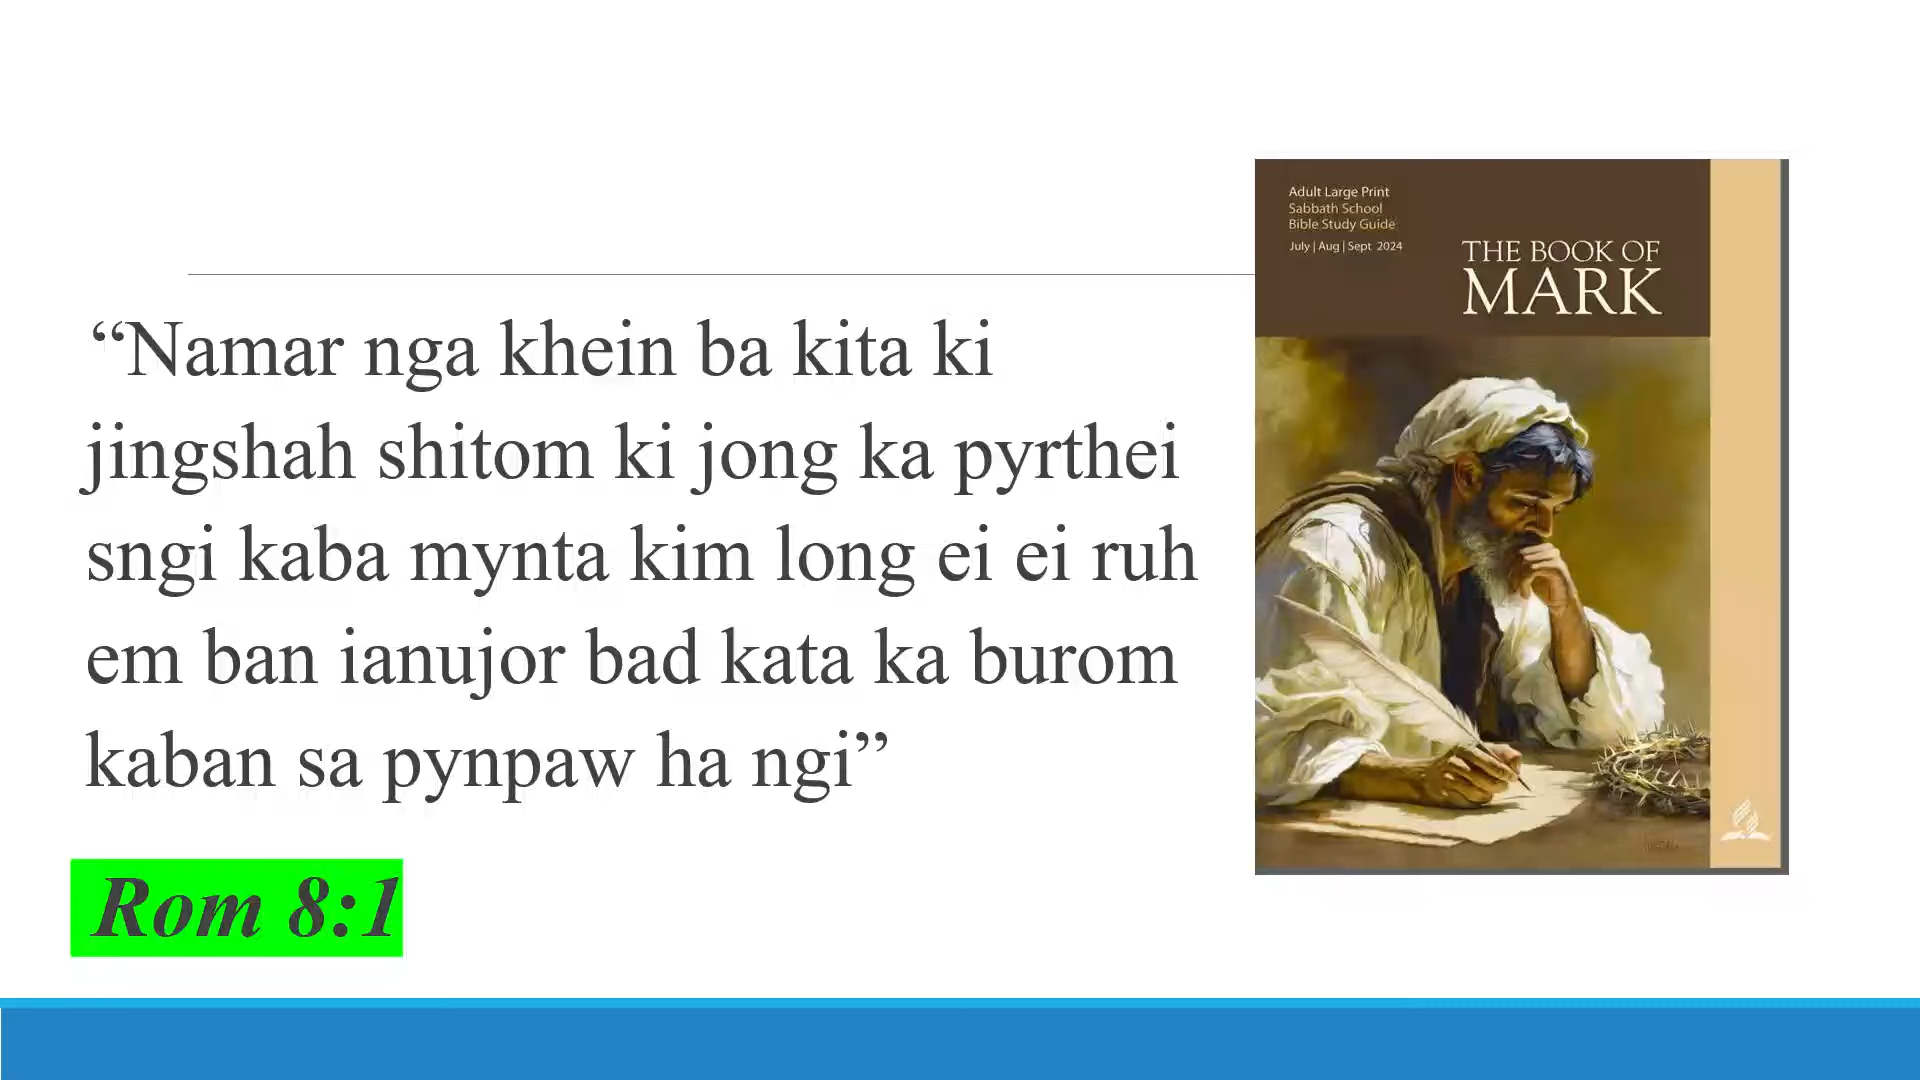 “Namar nga khein ba kita ki
jingshah shitom ki jong ka pyrthei
sngi kaba mynta kim long ei ei ruh
em ban ianujor bad kata ka burom
kaban sa pynpaw ha ngi”
Rom 8:1
Adult Large Print
Sabbath School
Bible Study Guide
July | Aug | Sept 2024
THE BOOK OF
MARK